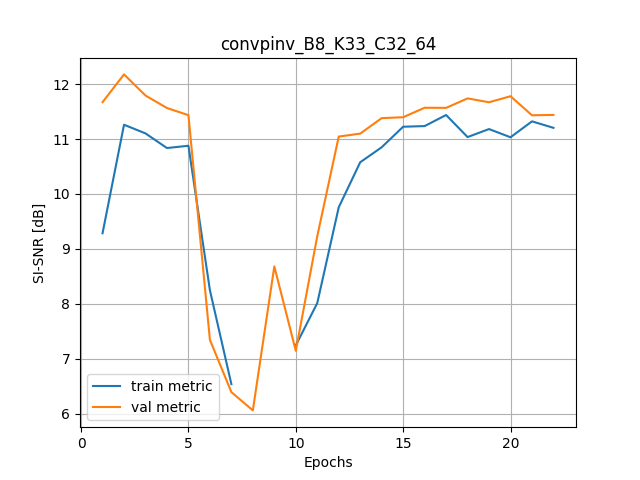 convpinv_B8_K33_C32_64
SI-SNR [dB]
12
11
10
9
8
7
6
train metric
val metric
0
5
10
15
20
Epochs